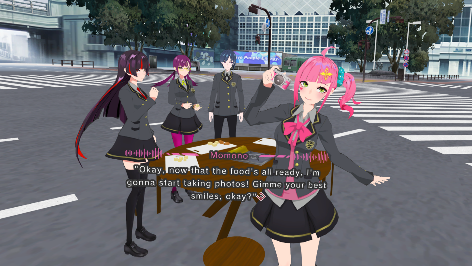 Momono
"Okay, now that the food's all ready, I'm
gonna start taking photos! Gimme your best
smiles, okay?"